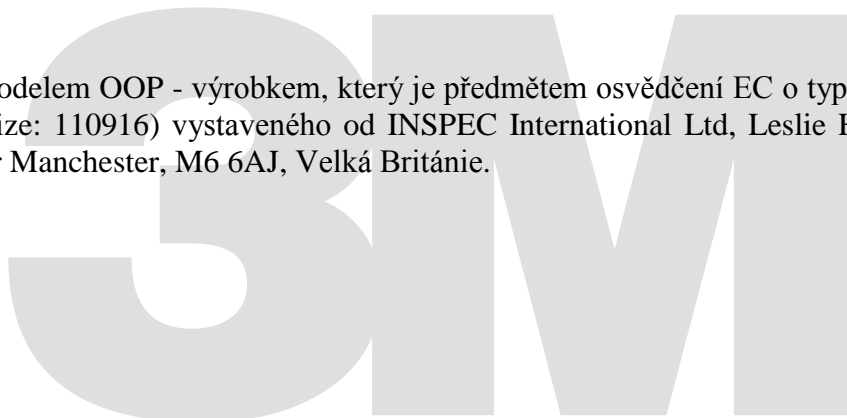 3M
odelem OOP - výrobkem, který je předmětem osvědčení EC o typ
ize: 110916) vystaveného od INSPEC International Ltd, Leslie
Manchester, M6 6AJ, Velká Británie.